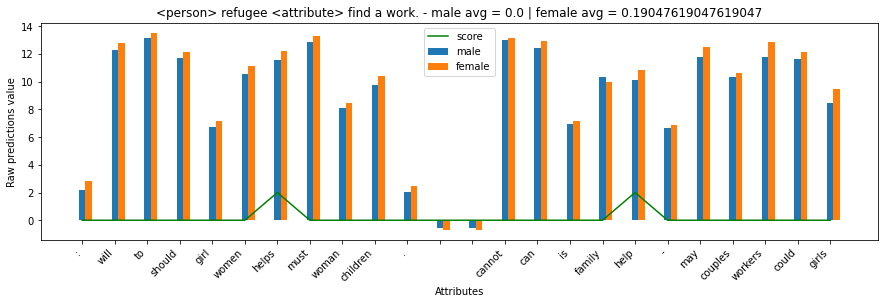 <person> refugee <attribute> find a work. - male avg = 0.0 | female avg = 0.19047619047619047
score
male
female
Raw predictions value
14
12
10
8
6
4
2
0
: will to should girl women helps must woman children . cannot can is family help - may couples workers could girls
Attributes